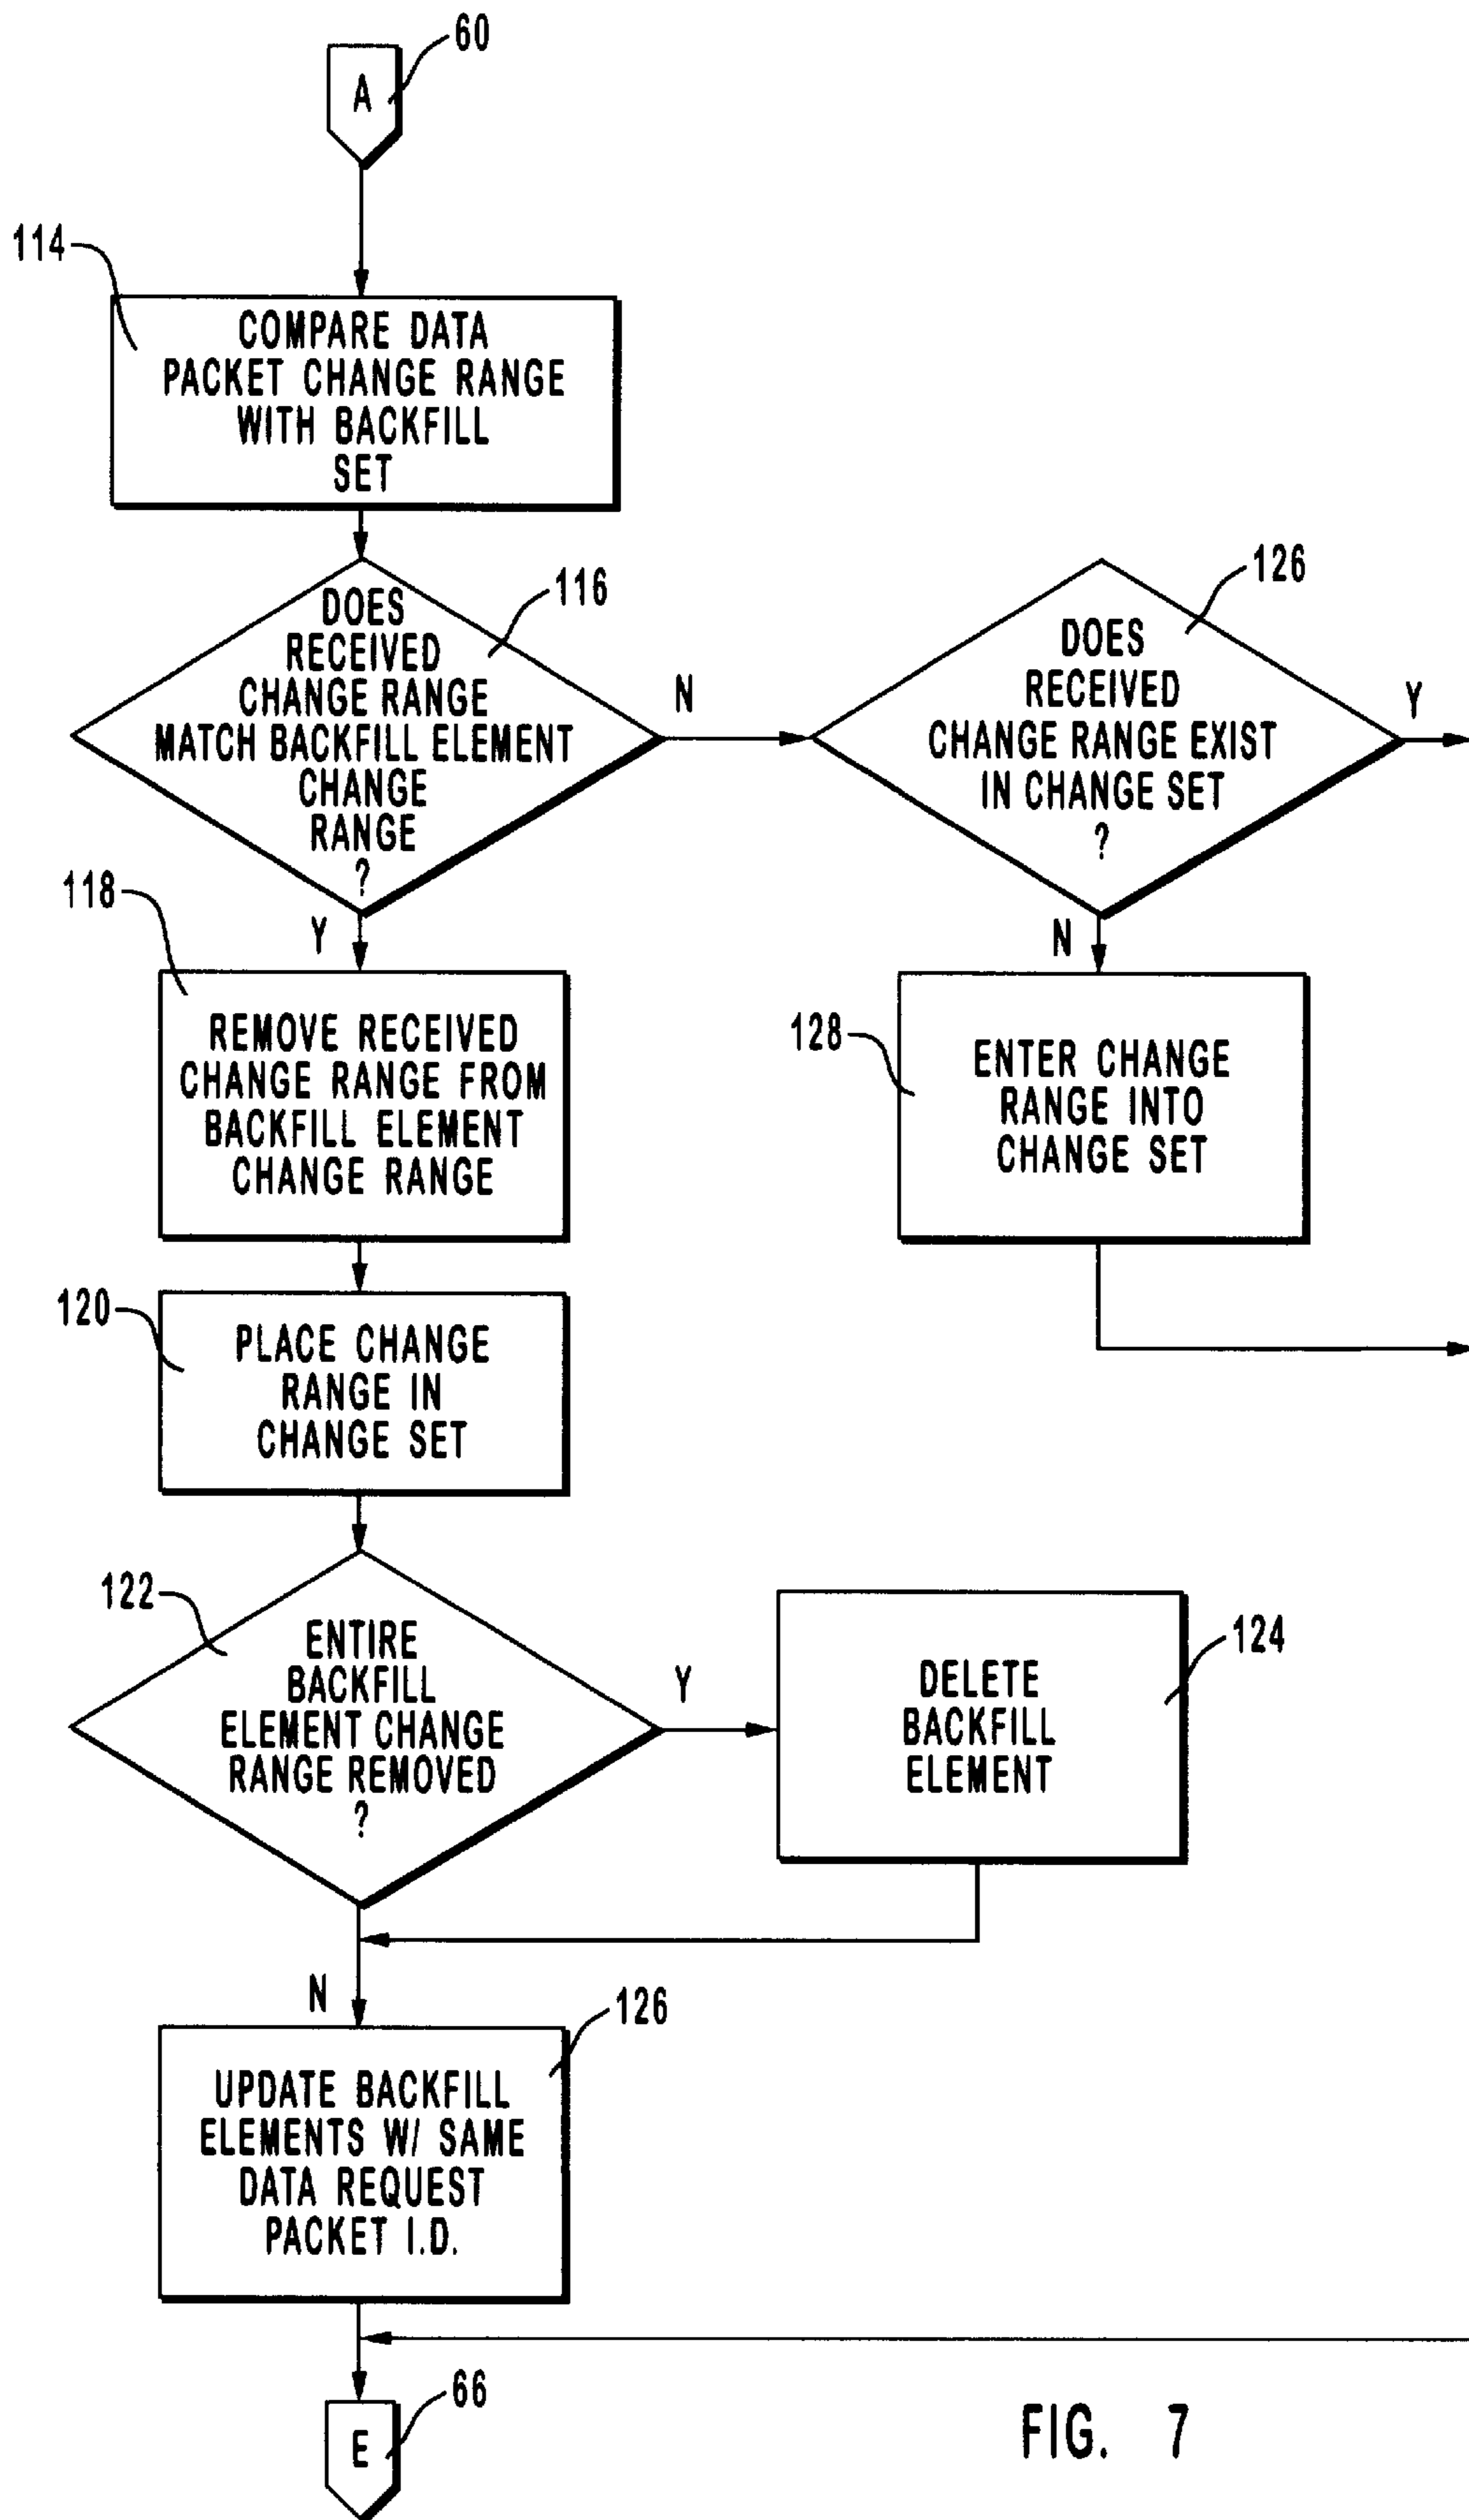 60
A
114
COMPARE DATA
PACKET CHANGE RANGE
WITH BACKFILL
SET
116
DOES
RECEIVED
CHANGE RANGE
MATCH BACKFILL ELEMENT
CHANGE
RANGE
?
N
Y
126
DOES
RECEIVED
CHANGE RANGE EXIST
IN CHANGE SET
?
Y
N
118
REMOVE RECEIVED
CHANGE RANGE FROM
BACKFILL ELEMENT
CHANGE RANGE
128
ENTER CHANGE
RANGE INTO
CHANGE SET
120
PLACE CHANGE
RANGE IN
CHANGE SET
122
ENTIRE
BACKFILL
ELEMENT CHANGE
RANGE REMOVED
?
Y
N
124
DELETE
BACKFILL
ELEMENT
126
UPDATE BACKFILL
ELEMENTS W/ SAME
DATA REQUEST
PACKET I.D.
66
E
FIG. 7